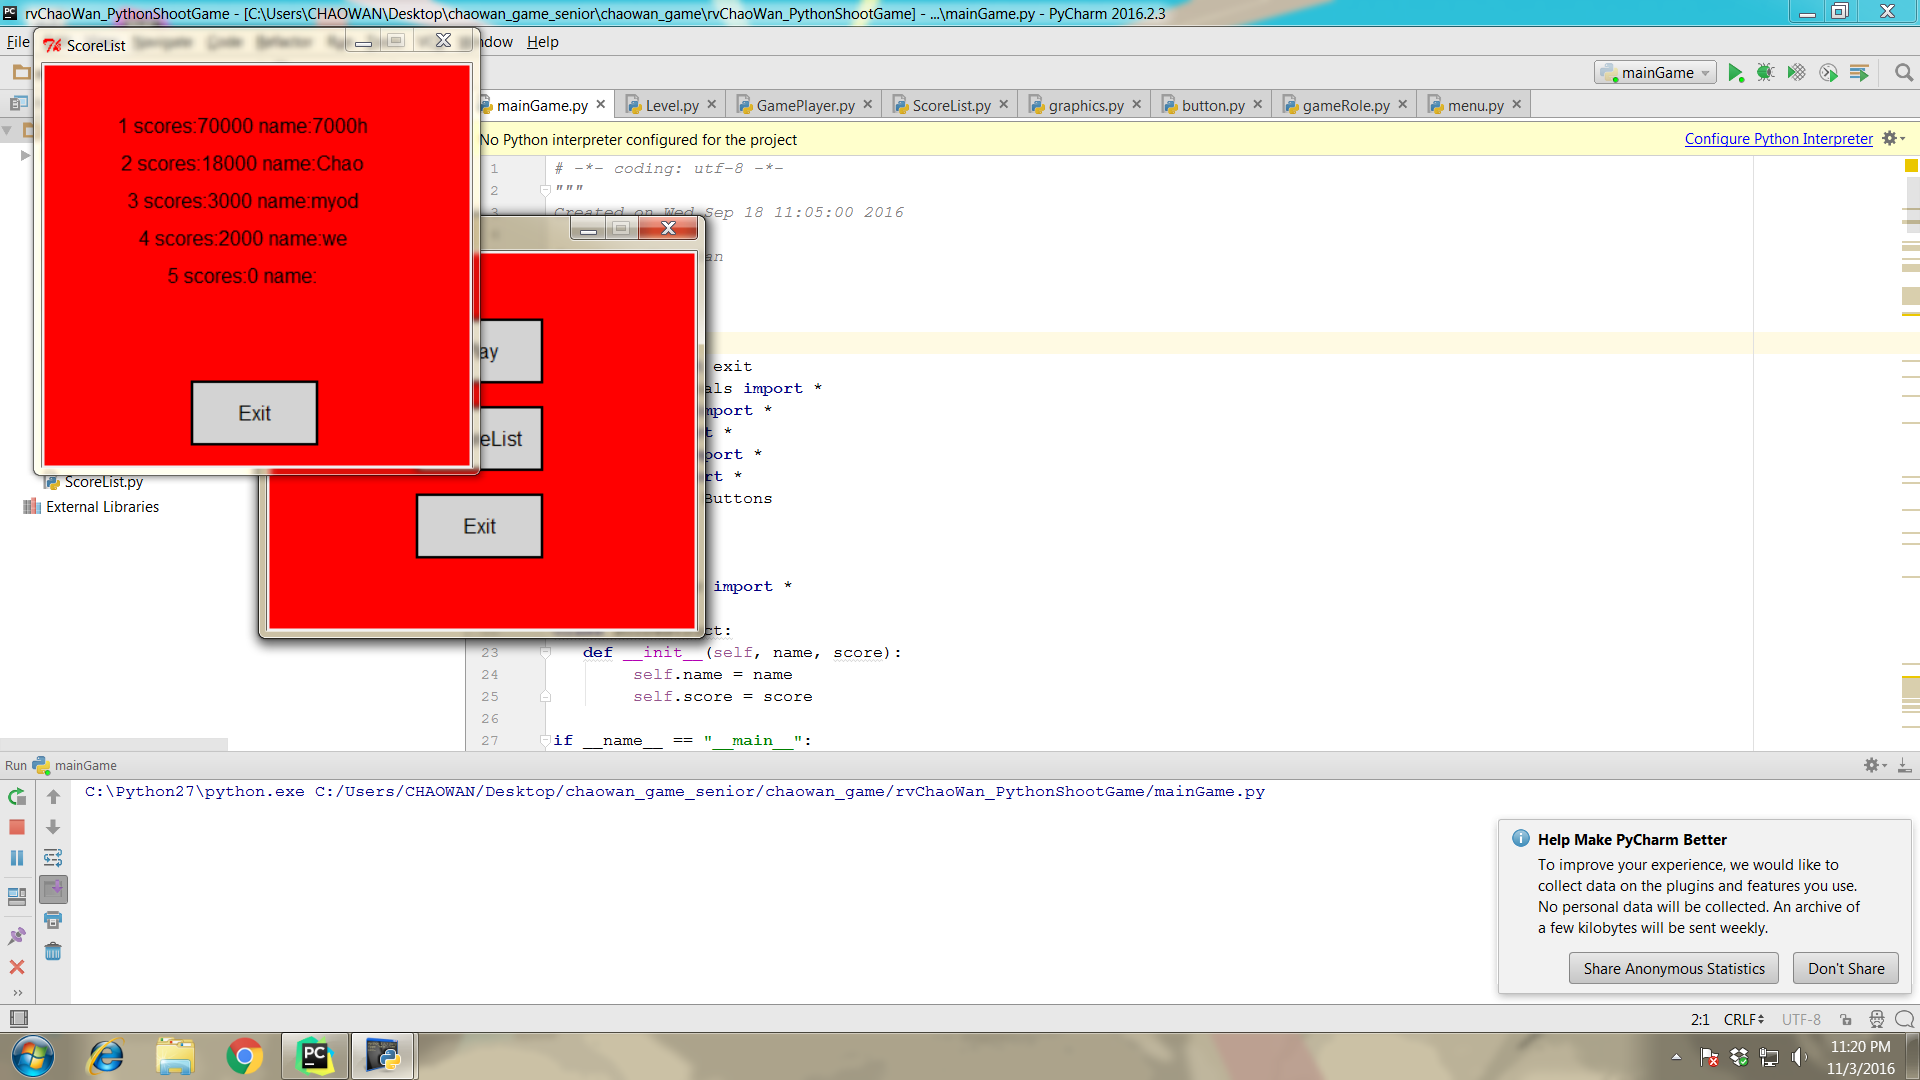 rvChaoWan_PythonShootGame - [C:\Users\CHAOWAN\Desktop\chaowan_game_senior\chaowan_game\rvChaoWan_PythonShootGame] - ...\mainGame.py - PyCharm 2016.2.3
File Navigate Code Refactor Window Help
ScoreList
mainGame
mainGame.py Level.py GamePlayer.py ScoreList.py graphics.py button.py gameRole.py menu.py
1 scores:70000 name:7000h
2 scores:18000 name:Chao
3 scores:3000 name:myod
4 scores:2000 name:we
5 scores:0 name:
Exit
No Python interpreter configured for the project
Configure Python Interpreter
1 # -*- coding: utf-8 -*-
2 """
3 Created on Wed Sep 18 11:05:00 2016
an
exit
als import *
mport *
t *
port *
rt *
Buttons
import *
ct:
23 def __init__(self, name, score):
24 self.name = name
25 self.score = score
26
27 if __name__ == "__main__":
ay
eList
Exit
ScoreList.py
External Libraries
Run mainGame
C:\Python27\python.exe C:/Users/CHAOWAN/Desktop/chaowan_game_senior/chaowan_game/rvChaoWan_PythonShootGame/mainGame.py
Help Make PyCharm Better
To improve your experience, we would like to
collect data on the plugins and features you use.
No personal data will be collected. An archive of
a few kilobytes will be sent weekly.
Share Anonymous Statistics Don't Share
2:1 CRLF UTF-8
11:20 PM
11/3/2016